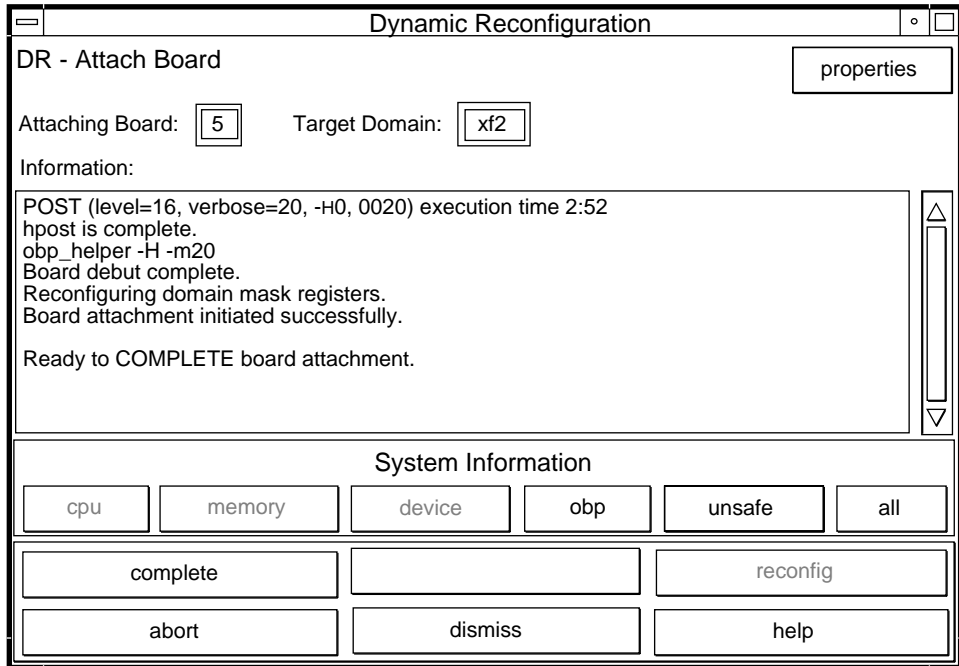 Dynamic Reconfiguration
DR - Attach Board
properties
Attaching Board: 5 Target Domain: xf2
Information:
POST (level=16, verbose=20, -H0, 0020) execution time 2:52
hpost is complete.
obp_helper -H -m20
Board debut complete.
Reconfiguring domain mask registers.
Board attachment initiated successfully.
Ready to COMPLETE board attachment.
System Information
cpu memory device obp unsafe all
complete reconfig
abort dismiss help